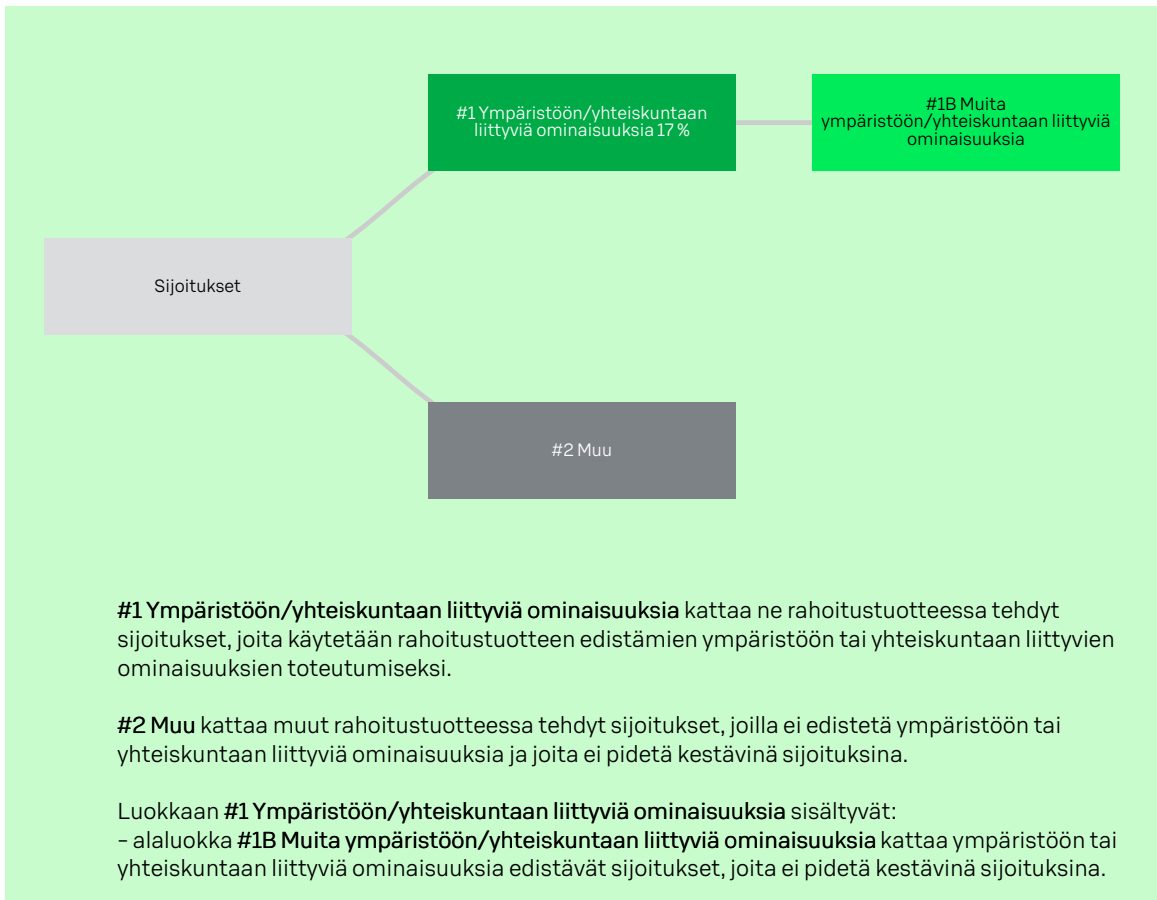 #1 Ympäristöön/yhteiskuntaan
liittyviä ominaisuuksia 17 %
#1B Muita
ympäristöön/yhteiskuntaan liittyviä
ominaisuuksia
Sijoitukset
#2 Muu
#1 Ympäristöön/yhteiskuntaan liittyviä ominaisuuksia kattaa ne rahoitustuotteessa tehdyt
sijoitukset, joita käytetään rahoitustuotteen edistämien ympäristöön tai yhteiskuntaan liittyvien
ominaisuuksien toteutumiseksi.
#2 Muu kattaa muut rahoitustuotteessa tehdyt sijoitukset, joilla ei edistetä ympäristöön tai
yhteiskuntaan liittyviä ominaisuuksia ja joita ei pidetä kestävinä sijoituksina.
Luokkaan #1 Ympäristöön/yhteiskuntaan liittyviä ominaisuuksia sisältyvät:
- alaluokka #1B Muita ympäristöön/yhteiskuntaan liittyviä ominaisuuksia kattaa ympäristöön tai
yhteiskuntaan liittyviä ominaisuuksia edistävät sijoitukset, joita ei pidetä kestävinä sijoituksina.